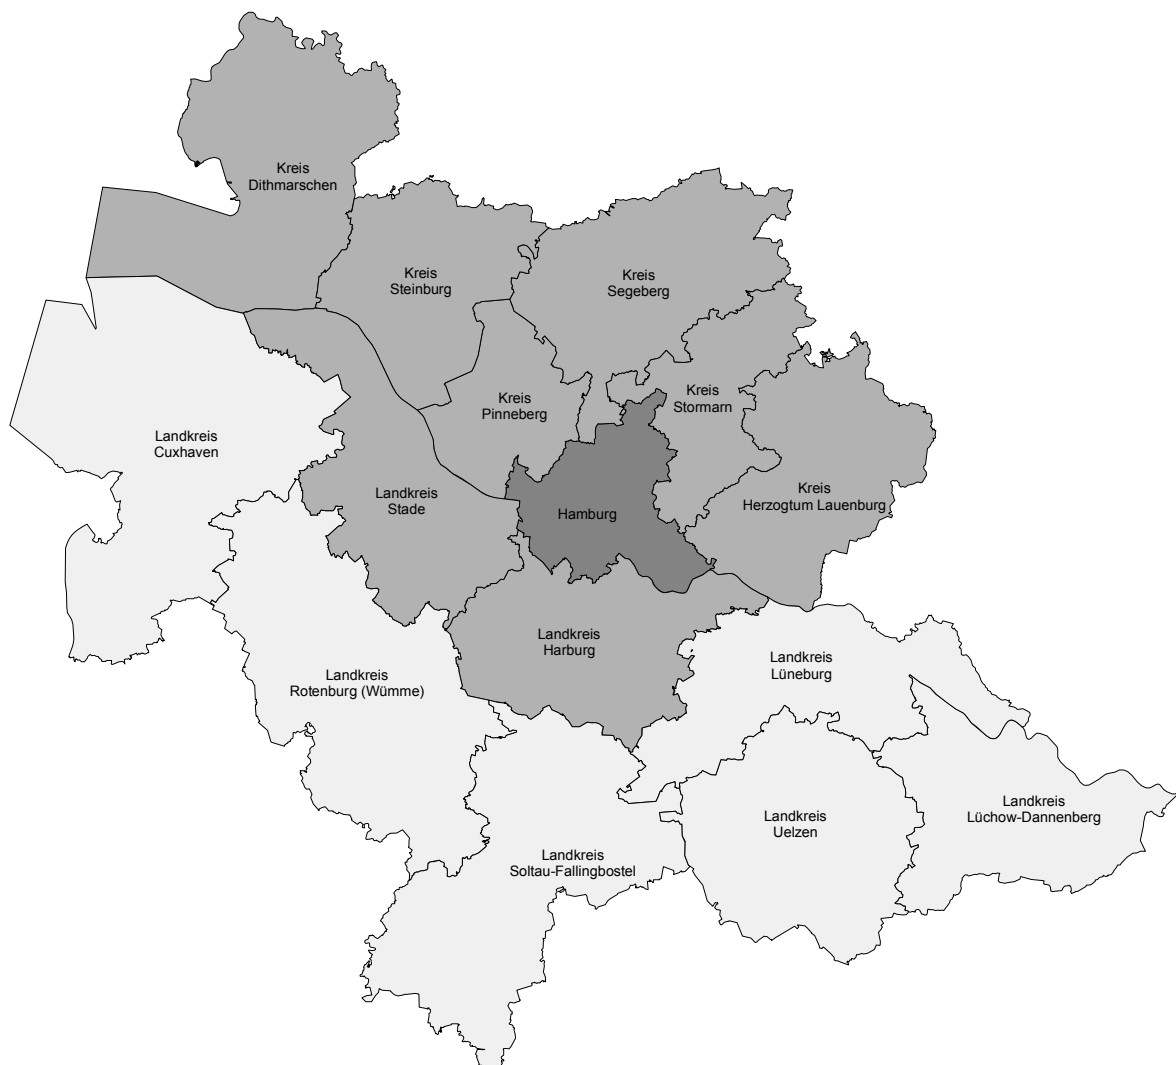 Kreis
Dithmarschen
Kreis
Steinburg
Kreis
Segeberg
Kreis
Pinneberg
Kreis
Stormarn
Landkreis
Cuxhaven
Landkreis
Stade
Hamburg
Kreis
Herzogtum Lauenburg
Landkreis
Harburg
Landkreis
Rotenburg (Wümme)
Landkreis
Lüneburg
Landkreis
Uelzen
Landkreis
Lüchow-Dannenberg
Landkreis
Soltau-Fallingbostel